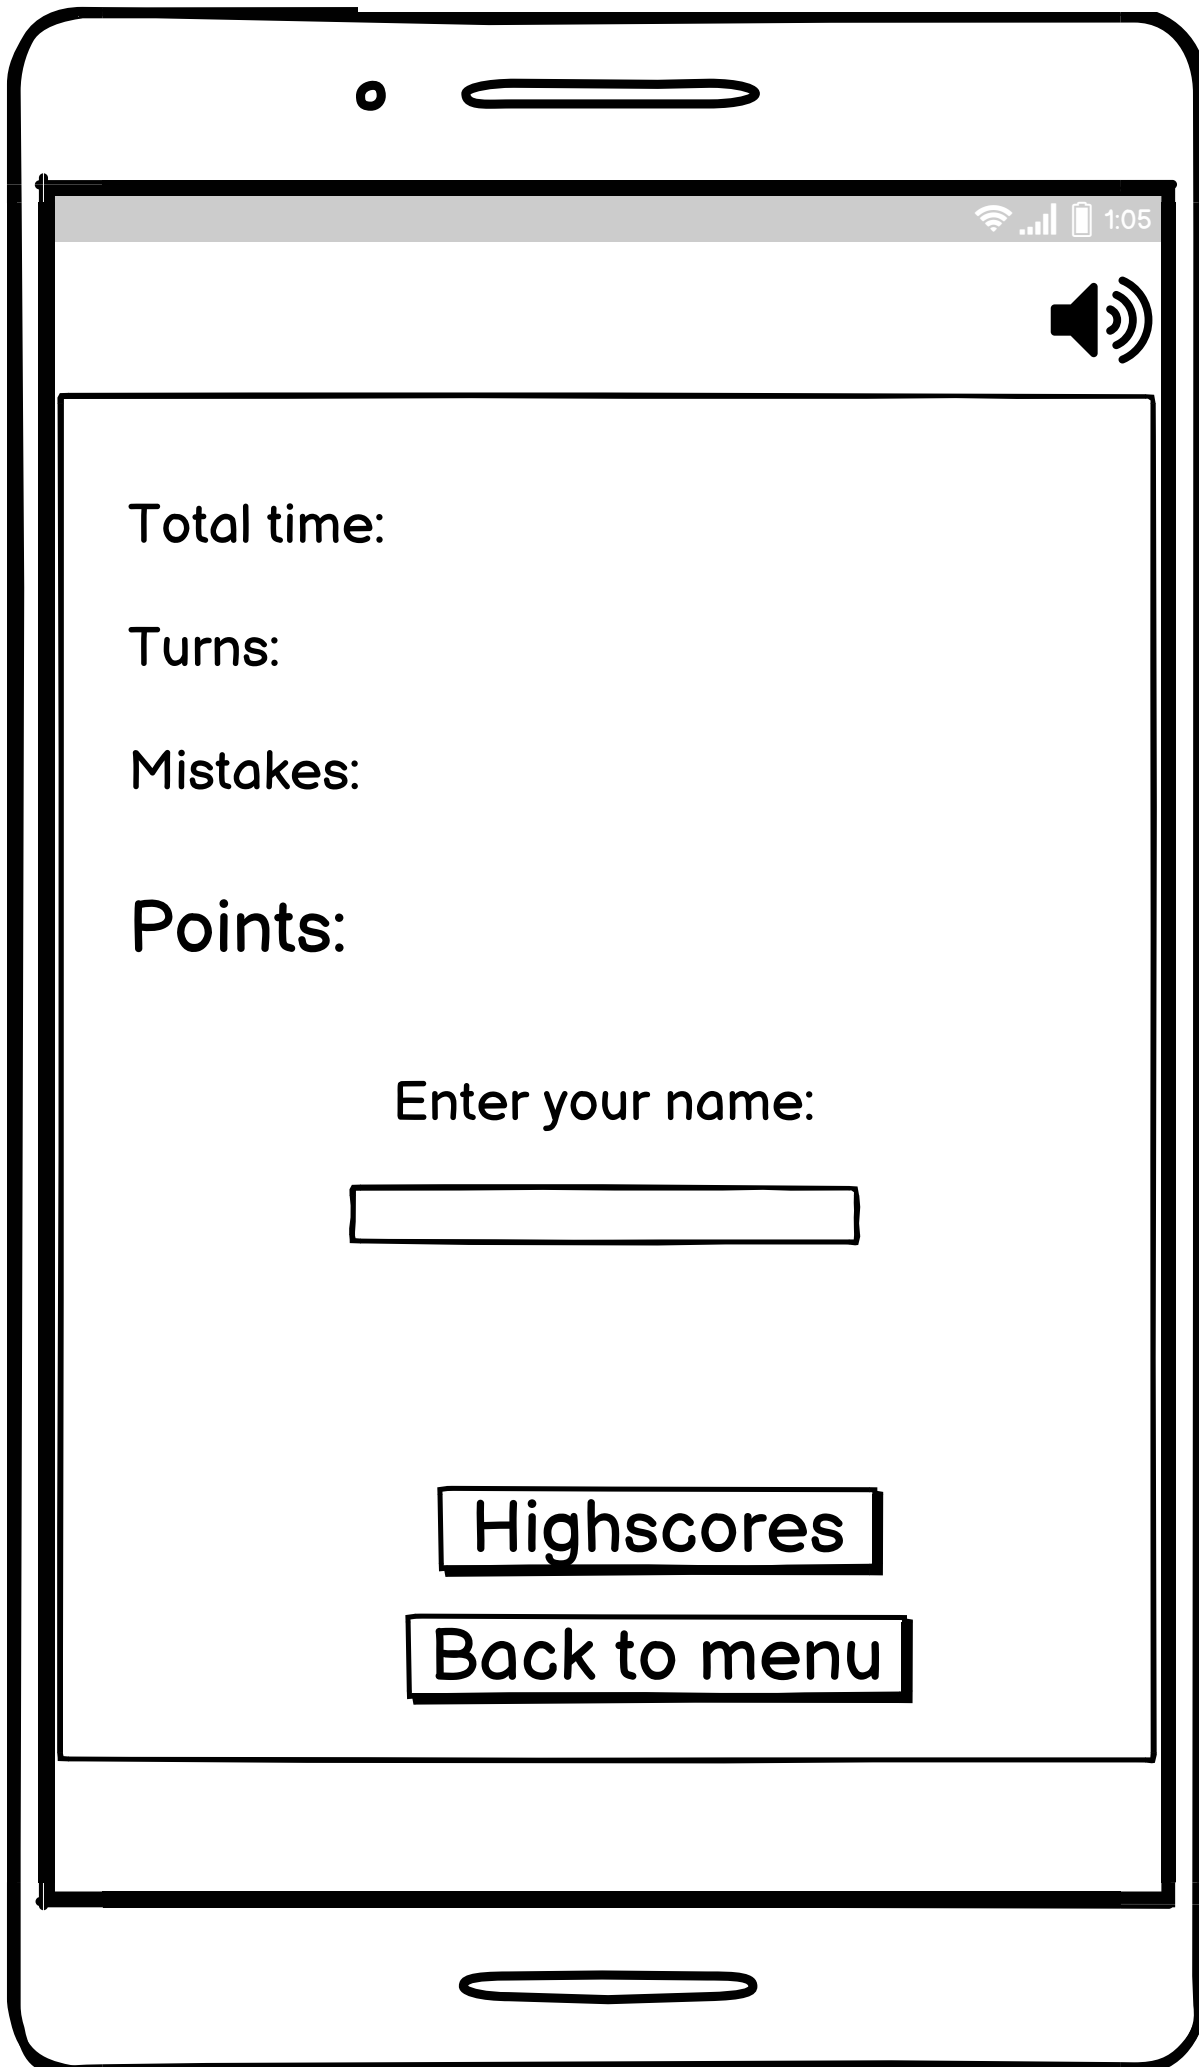 1:05
Total time:
Turns:
Mistakes:
Points:
Enter your name:
Highscores
Back to menu